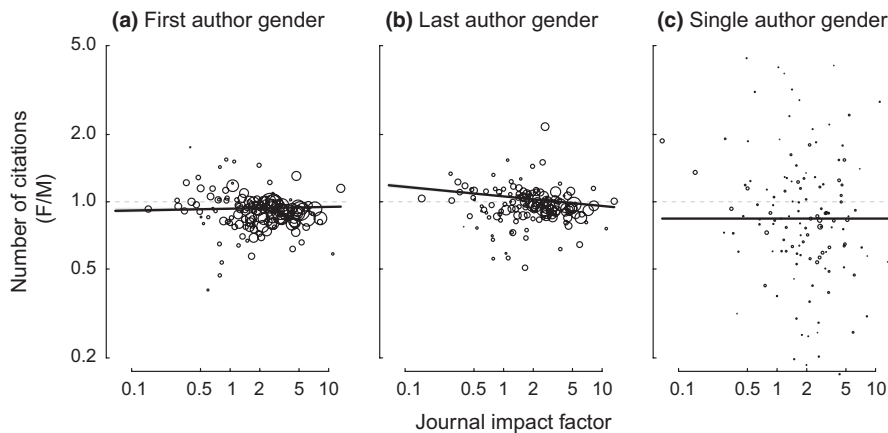 (a) First author gender
(b) Last author gender
(c) Single author gender
Number of citations
(F/M)
5.0
2.0
1.0
0.5
0.2
0.1 0.5 1 2 5 10
0.1 0.5 1 2 5 10
0.1 0.5 1 2 5 10
Journal impact factor